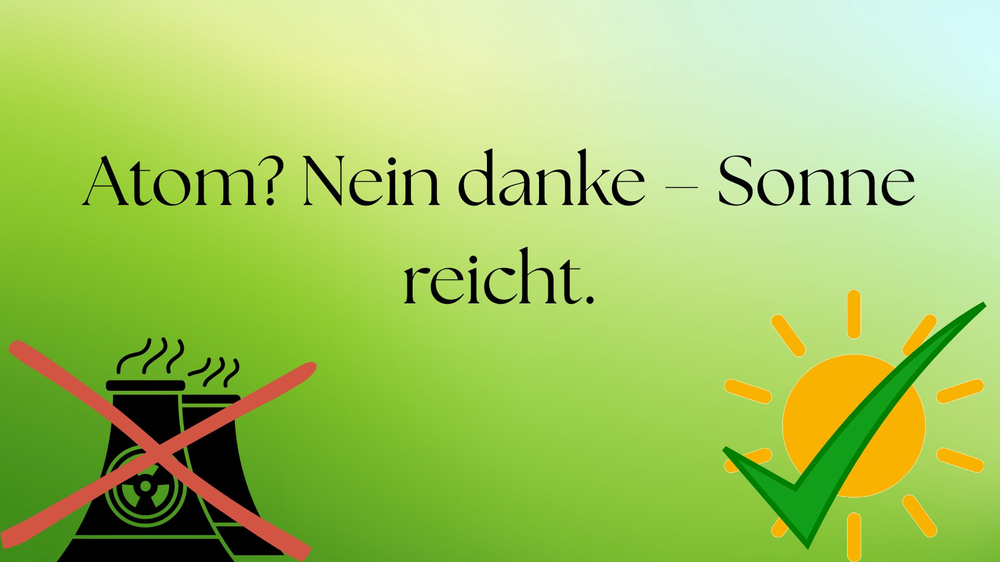 Atom? Nein danke – Sonne
reicht.